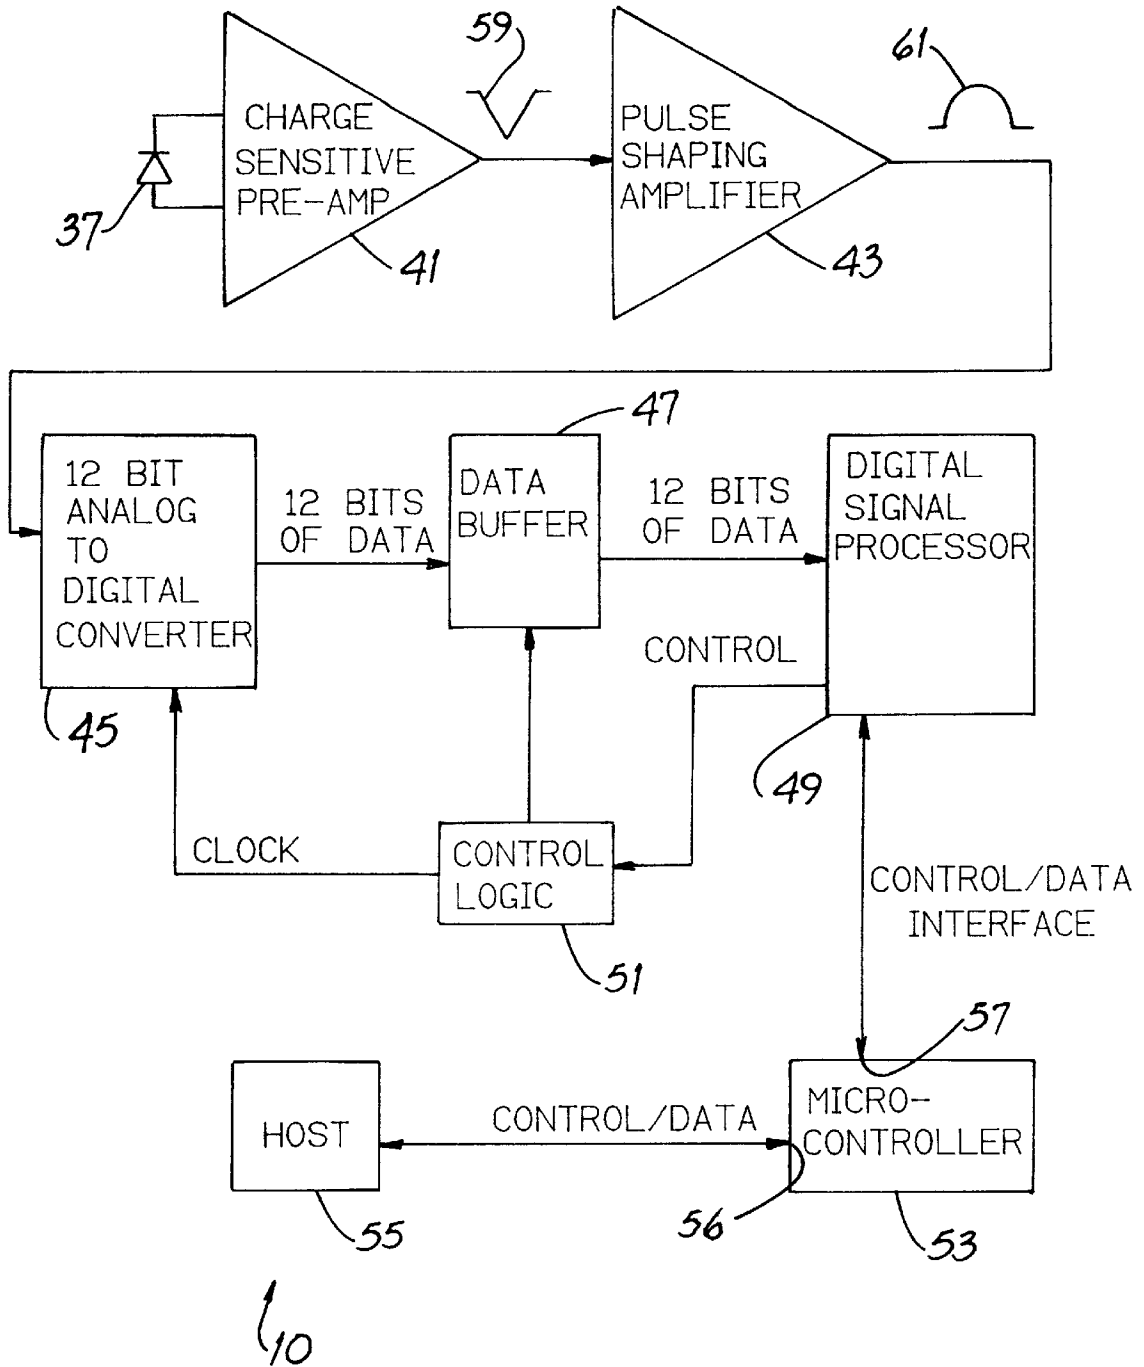 59
61
CHARGE
SENSITIVE
PRE-AMP
PULSE
SHAPING
AMPLIFIER
37
41
43
47
12 BIT
ANALOG
TO
DIGITAL
CONVERTER
12 BITS
OF DATA
DATA
BUFFER
12 BITS
OF DATA
DIGITAL
SIGNAL
PROCESSOR
CONTROL
45
49
CLOCK
CONTROL
LOGIC
CONTROL/DATA
INTERFACE
51
57
HOST
CONTROL/DATA
MICRO-
CONTROLLER
55
56
53
10